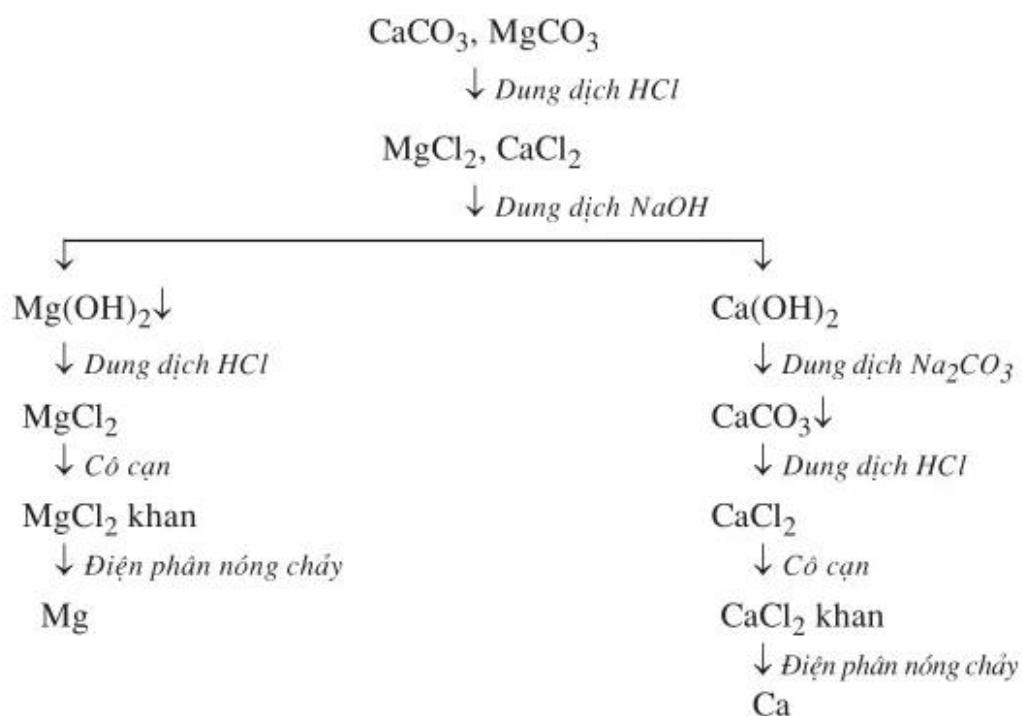 CaCO₃, MgCO₃
↓ Dung dịch HCl
MgCl₂, CaCl₂
↓ Dung dịch NaOH
Mg(OH)₂↓ Ca(OH)₂
↓ Dung dịch HCl ↓ Dung dịch Na₂CO₃
MgCl₂ CaCO₃↓
↓ Cô cạn ↓ Dung dịch HCl
MgCl₂ khan CaCl₂
↓ Điện phân nóng chảy ↓ Cô cạn
Mg CaCl₂ khan
↓ Điện phân nóng chảy
Ca